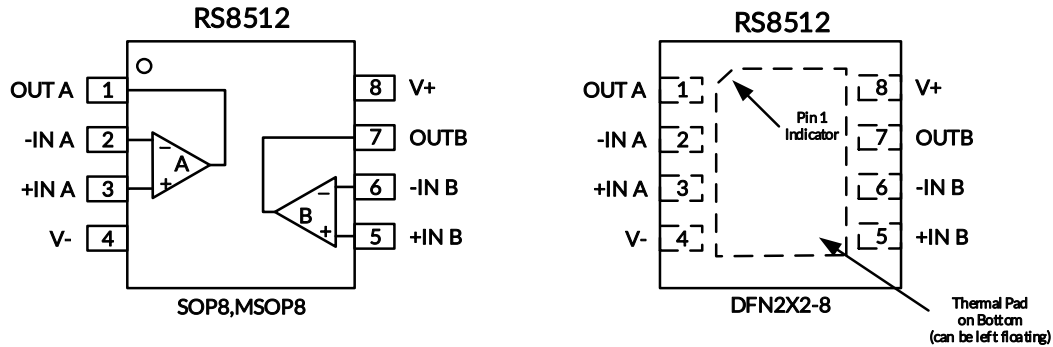 RS8512
OUT A 1
8 V+
-IN A 2
7 OUTB
− A
+IN A 3
+
6 -IN B
−
B
V- 4
+
5 +IN B
SOP8,MSOP8
RS8512
OUT A 1
8 V+
Pin 1
Indicator
-IN A 2
7 OUTB
+IN A 3
6 -IN B
V- 4
5 +IN B
DFN2X2-8
Thermal Pad
on Bottom
(can be left floating)